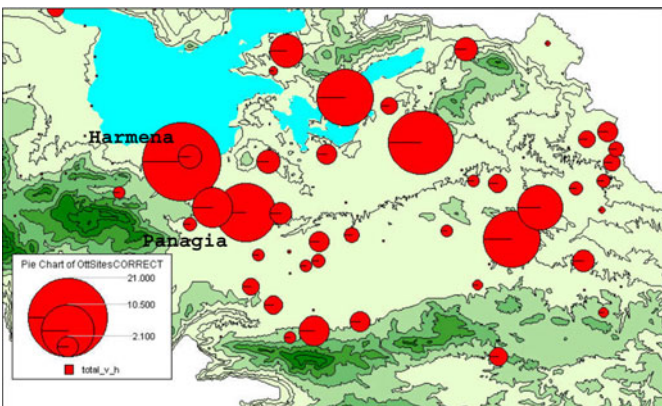 Harmena
Panagia
Pie Chart of OttSitesCORRECT
21.000
10.500
2.100
total_v_h